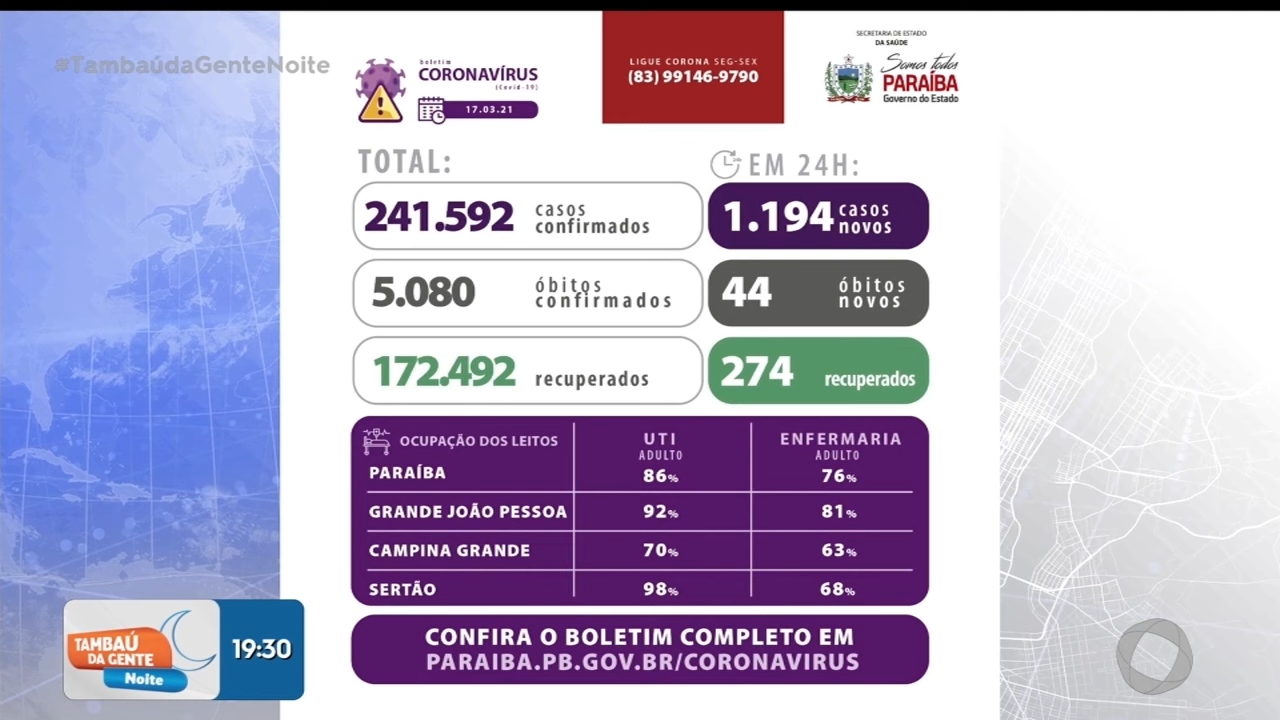 #TambaúdaGenteNoite
boletim
CORONAVÍRUS
(Covid-19)
17.03.21
LIGUE CORONA SEG-SEX
(83) 99146-9790
SECRETARIA DE ESTADO
DA SAÚDE
Somos todos
PARAÍBA
Governo do Estado
TOTAL:
EM 24H:
241.592 casos confirmados
1.194 casos novos
5.080 óbitos confirmados
44 óbitos novos
172.492 recuperados
274 recuperados
OCUPAÇÃO DOS LEITOS UTI ADULTO ENFERMARIA ADULTO
PARAÍBA 86% 76%
GRANDE JOÃO PESSOA 92% 81%
CAMPINA GRANDE 70% 63%
SERTÃO 98% 68%
CONFIRA O BOLETIM COMPLETO EM
PARAIBA.PB.GOV.BR/CORONAVIRUS
TAMBAÚ
DA GENTE
Noite
19:30